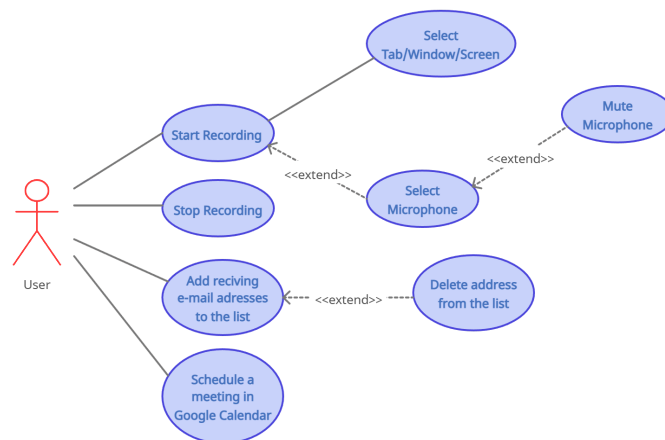 Select
Tab/Window/Screen
Mute
Microphone
Start Recording
<<extend>>
<<extend>>
Select
Microphone
Stop Recording
User
Add reciving
e-mail adresses
to the list
<<extend>>
Delete address
from the list
Schedule a
meeting in
Google Calendar